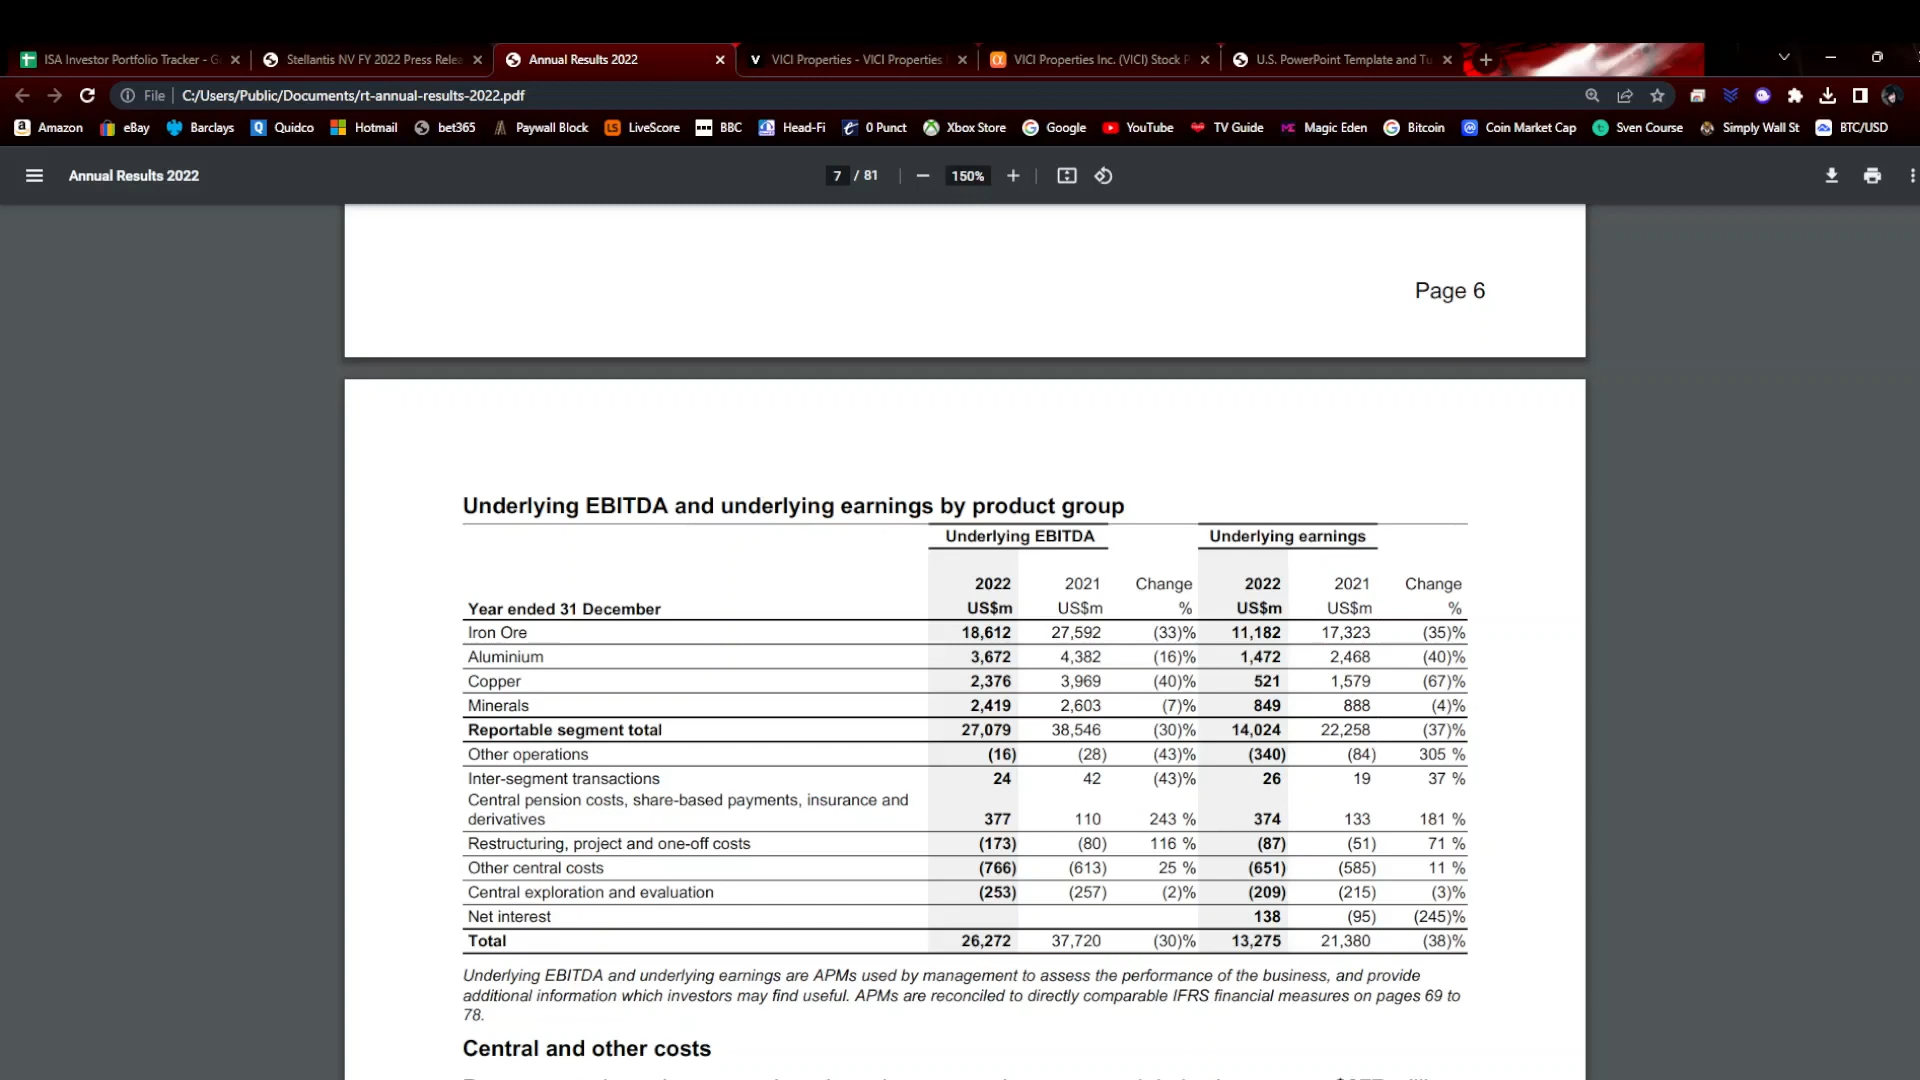 ISA Investor Portfolio Tracker - G
Stellantis NV FY 2022 Press Relea
Annual Results 2022
VICI Properties - VICI Properties
VICI Properties Inc. (VICI) Stock P
U.S. PowerPoint Template and Tu
File C:/Users/Public/Documents/rt-annual-results-2022.pdf
Amazon eBay Barclays Quidco Hotmail bet365 Paywall Block LiveScore BBC Head-Fi 0 Punct Xbox Store Google YouTube TV Guide Magic Eden Bitcoin Coin Market Cap Sven Course Simply Wall St BTC/USD
Annual Results 2022 7 / 81 150%
Page 6
Underlying EBITDA and underlying earnings by product group
Underlying EBITDA Underlying earnings
2022 2021 Change 2022 2021 Change
Year ended 31 December US$m US$m % US$m US$m %
Iron Ore 18,612 27,592 (33)% 11,182 17,323 (35)%
Aluminium 3,672 4,382 (16)% 1,472 2,468 (40)%
Copper 2,376 3,969 (40)% 521 1,579 (67)%
Minerals 2,419 2,603 (7)% 849 888 (4)%
Reportable segment total 27,079 38,546 (30)% 14,024 22,258 (37)%
Other operations (16) (28) (43)% (340) (84) 305 %
Inter-segment transactions 24 42 (43)% 26 19 37 %
Central pension costs, share-based payments, insurance and
derivatives 377 110 243 % 374 133 181 %
Restructuring, project and one-off costs (173) (80) 116 % (87) (51) 71 %
Other central costs (766) (613) 25 % (651) (585) 11 %
Central exploration and evaluation (253) (257) (2)% (209) (215) (3)%
Net interest 138 (95) (245)%
Total 26,272 37,720 (30)% 13,275 21,380 (38)%
Underlying EBITDA and underlying earnings are APMs used by management to assess the performance of the business, and provide
additional information which investors may find useful. APMs are reconciled to directly comparable IFRS financial measures on pages 69 to
78.
Central and other costs